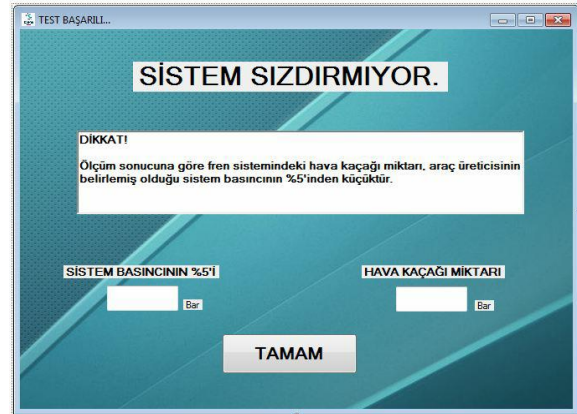 TEST BAŞARILI...
SİSTEM SIZDIRMIYOR.
DİKKAT!
Ölçüm sonucuna göre fren sistemindeki hava kaçağı miktarı, araç üreticisinin
belirlemiş olduğu sistem basıncının %5'inden küçüktür.
SİSTEM BASINCININ %5'İ
HAVA KAÇAĞI MİKTARI
Bar
Bar
TAMAM